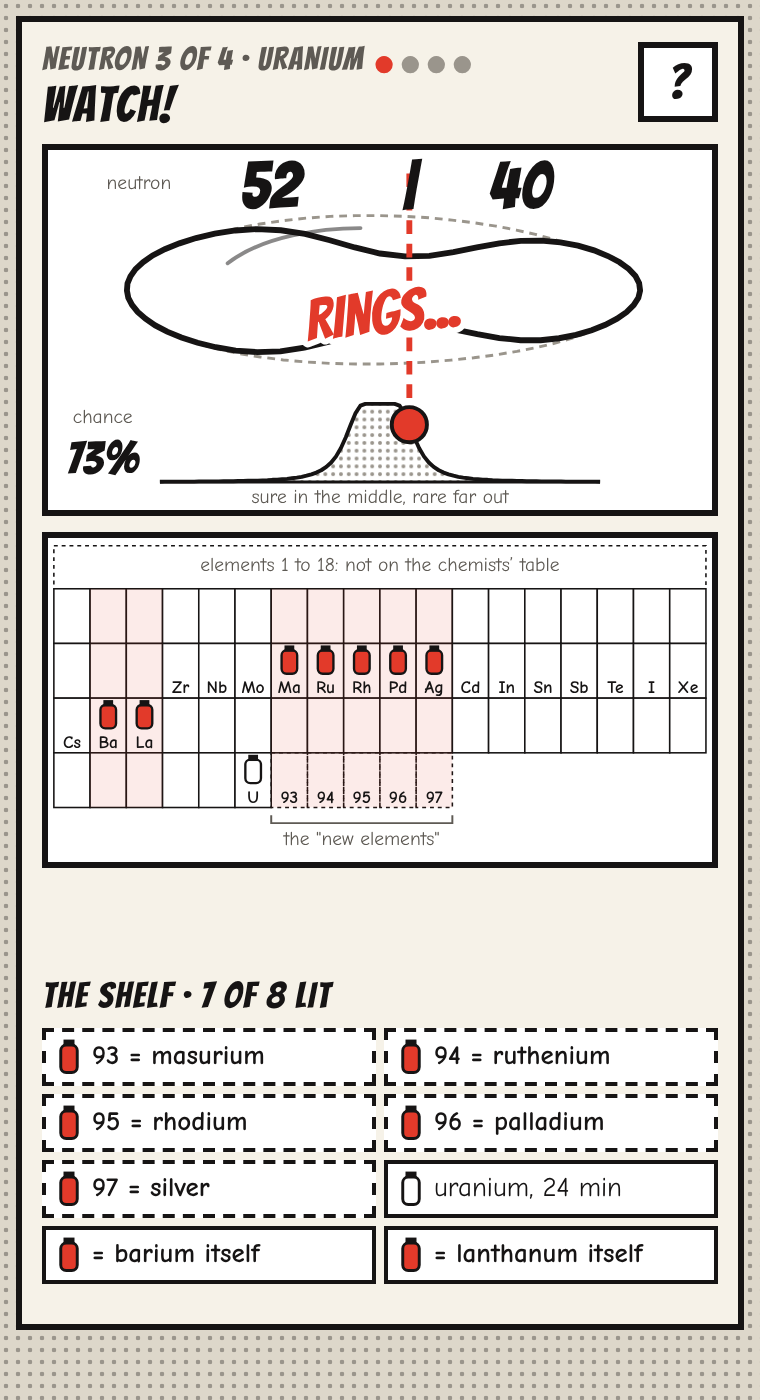 NEUTRON 3 OF 4 · URANIUM
WATCH!
?
neutron
52 / 40
RINGS...
chance
73%
sure in the middle, rare far out
elements 1 to 18: not on the chemists' table
Zr Nb Mo Ma Ru Rh Pd Ag Cd In Sn Sb Te I Xe
Cs Ba La
U 93 94 95 96 97
the "new elements"
THE SHELF · 7 OF 8 LIT
93 = masurium
94 = ruthenium
95 = rhodium
96 = palladium
97 = silver
uranium, 24 min
= barium itself
= lanthanum itself